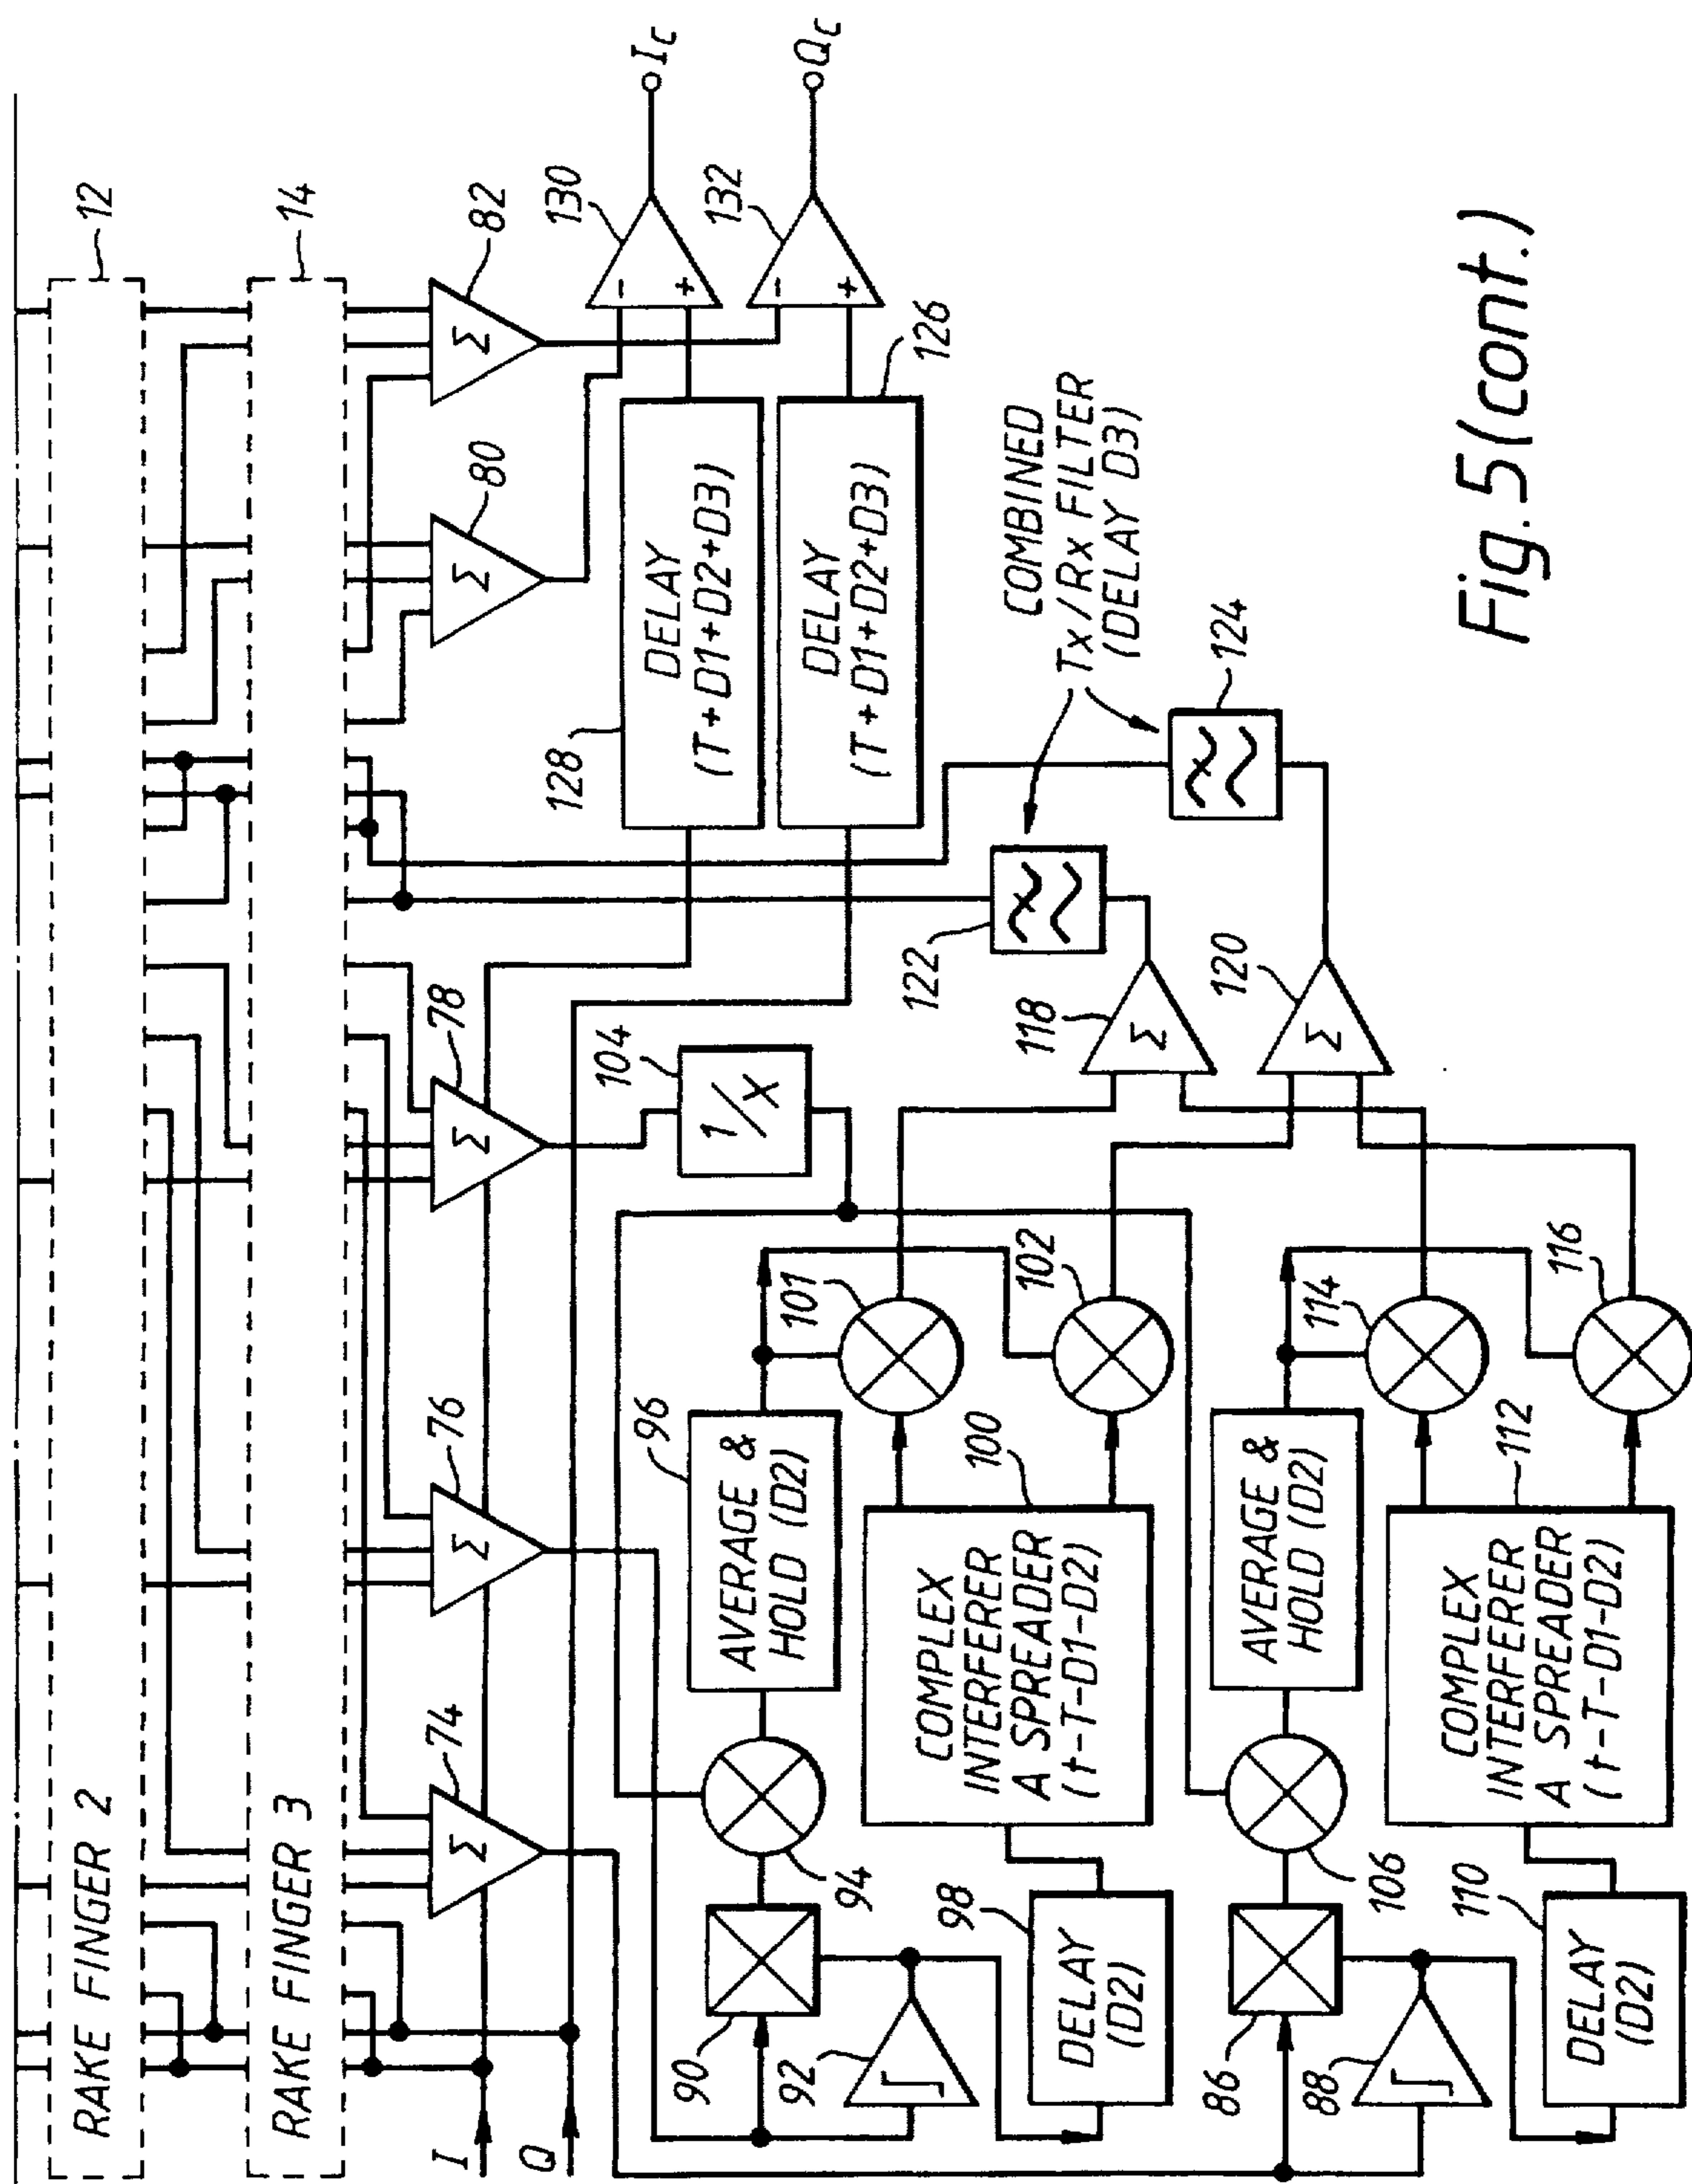 RAKE FINGER 2
12
RAKE FINGER 3
14
I
Q
74
Σ
76
Σ
78
Σ
80
Σ
82
Σ
104
1/X
128
DELAY
(T+D1+D2+D3)
DELAY
(T+D1+D2+D3)
126
130
-
+
I_C
132
-
+
Q_C
90
92
94
96
AVERAGE &
HOLD (D2)
98
DELAY
(D2)
COMPLEX
INTERFERER
A SPREADER
(t-T-D1-D2)
100
101
102
86
88
106
AVERAGE &
HOLD (D2)
110
DELAY
(D2)
COMPLEX
INTERFERER
A SPREADER
(t-T-D1-D2)
112
114
116
118
Σ
120
Σ
122
124
COMBINED
Tx/Rx FILTER
(DELAY D3)
Fig.5(cont.)